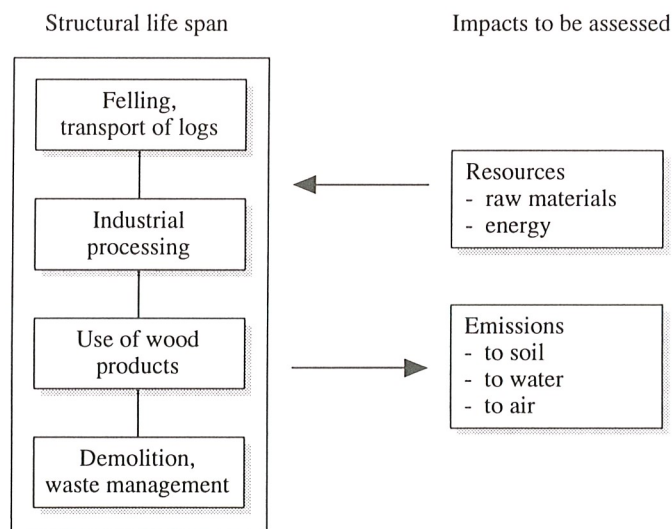 Structural life span
Felling,
transport of logs
Industrial
processing
Use of wood
products
Demolition,
waste management
Impacts to be assessed
Resources
- raw materials
- energy
Emissions
- to soil
- to water
- to air